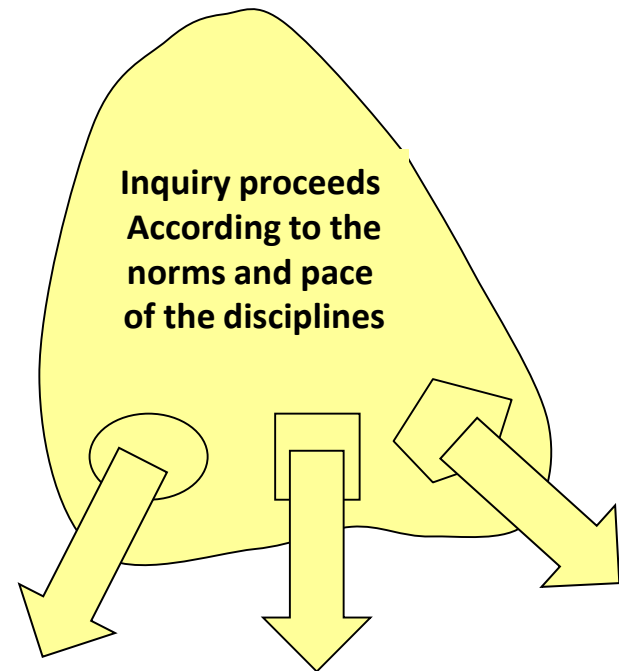 Inquiry proceeds
According to the
norms and pace
of the disciplines